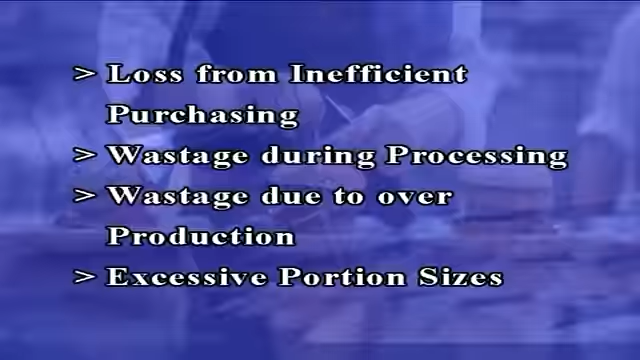 > Loss from Inefficient
Purchasing
> Wastage during Processing
> Wastage due to over
Production
> Excessive Portion Sizes